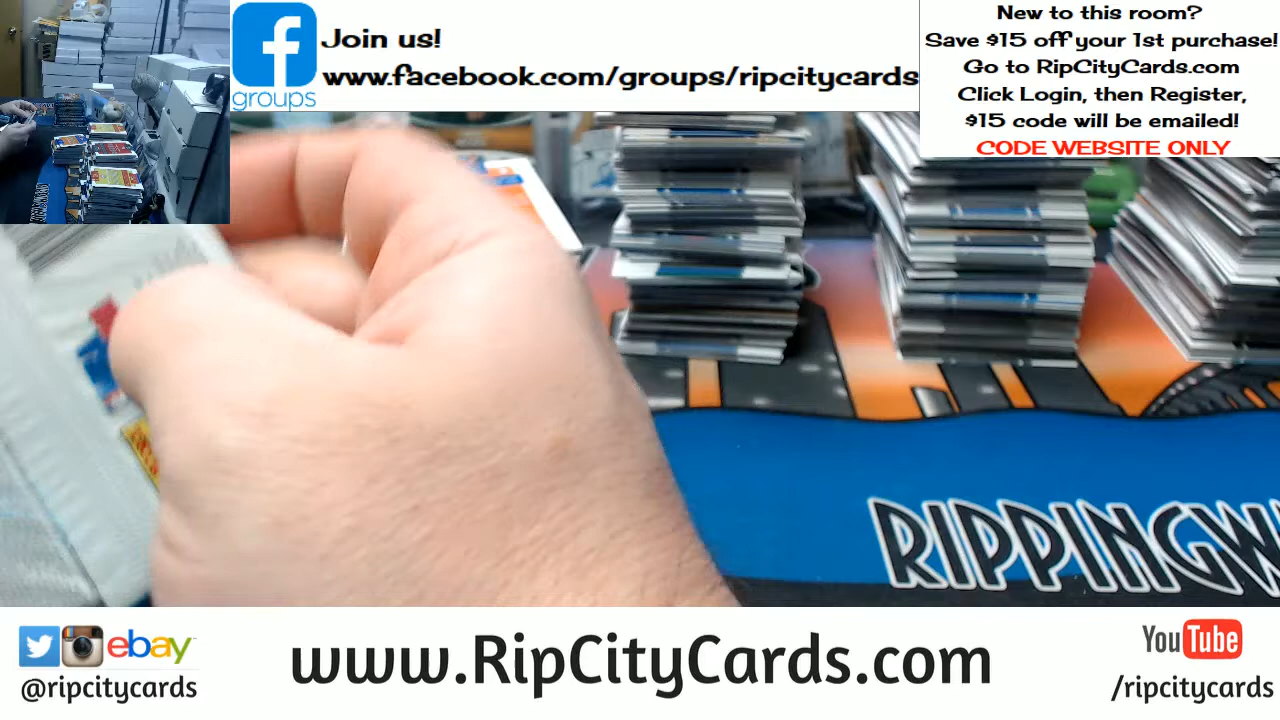 Join us!
www.facebook.com/groups/ripcitycards
groups
New to this room?
Save $15 off your 1st purchase!
Go to RipCityCards.com
Click Login, then Register,
$15 code will be emailed!
CODE WEBSITE ONLY
RIPPINGW
ebay
@ripcitycards
www.RipCityCards.com
YouTube
/ripcitycards